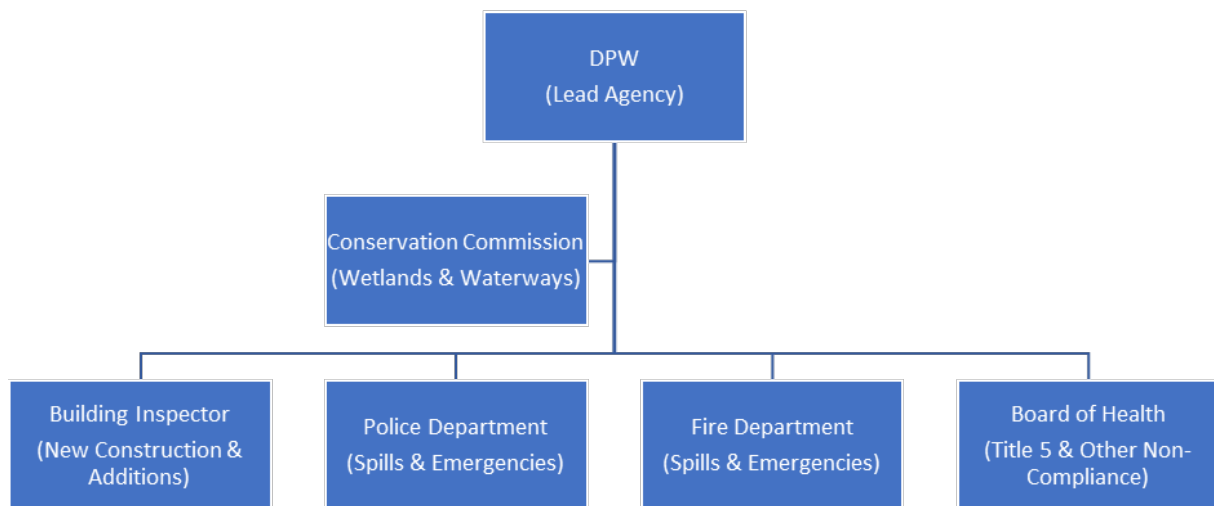 DPW
(Lead Agency)
Conservation Commission
(Wetlands & Waterways)
Building Inspector
(New Construction &
Additions)
Police Department
(Spills & Emergencies)
Fire Department
(Spills & Emergencies)
Board of Health
(Title 5 & Other Non-
Compliance)